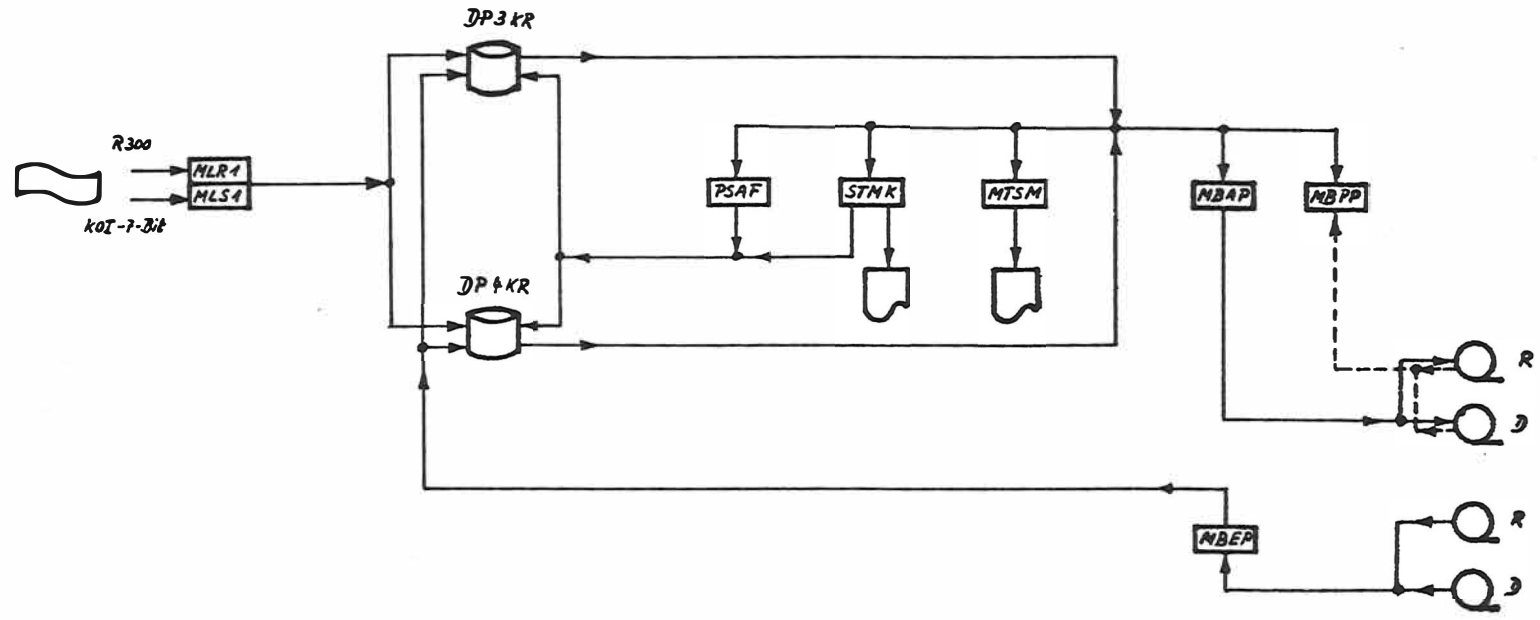 DP3KR
R300
MLR1
MLS1
KOI-7-Bit
PSAF
STMK
MTSM
MBAP
MBPP
DP4KR
R
D
MBEP
R
D